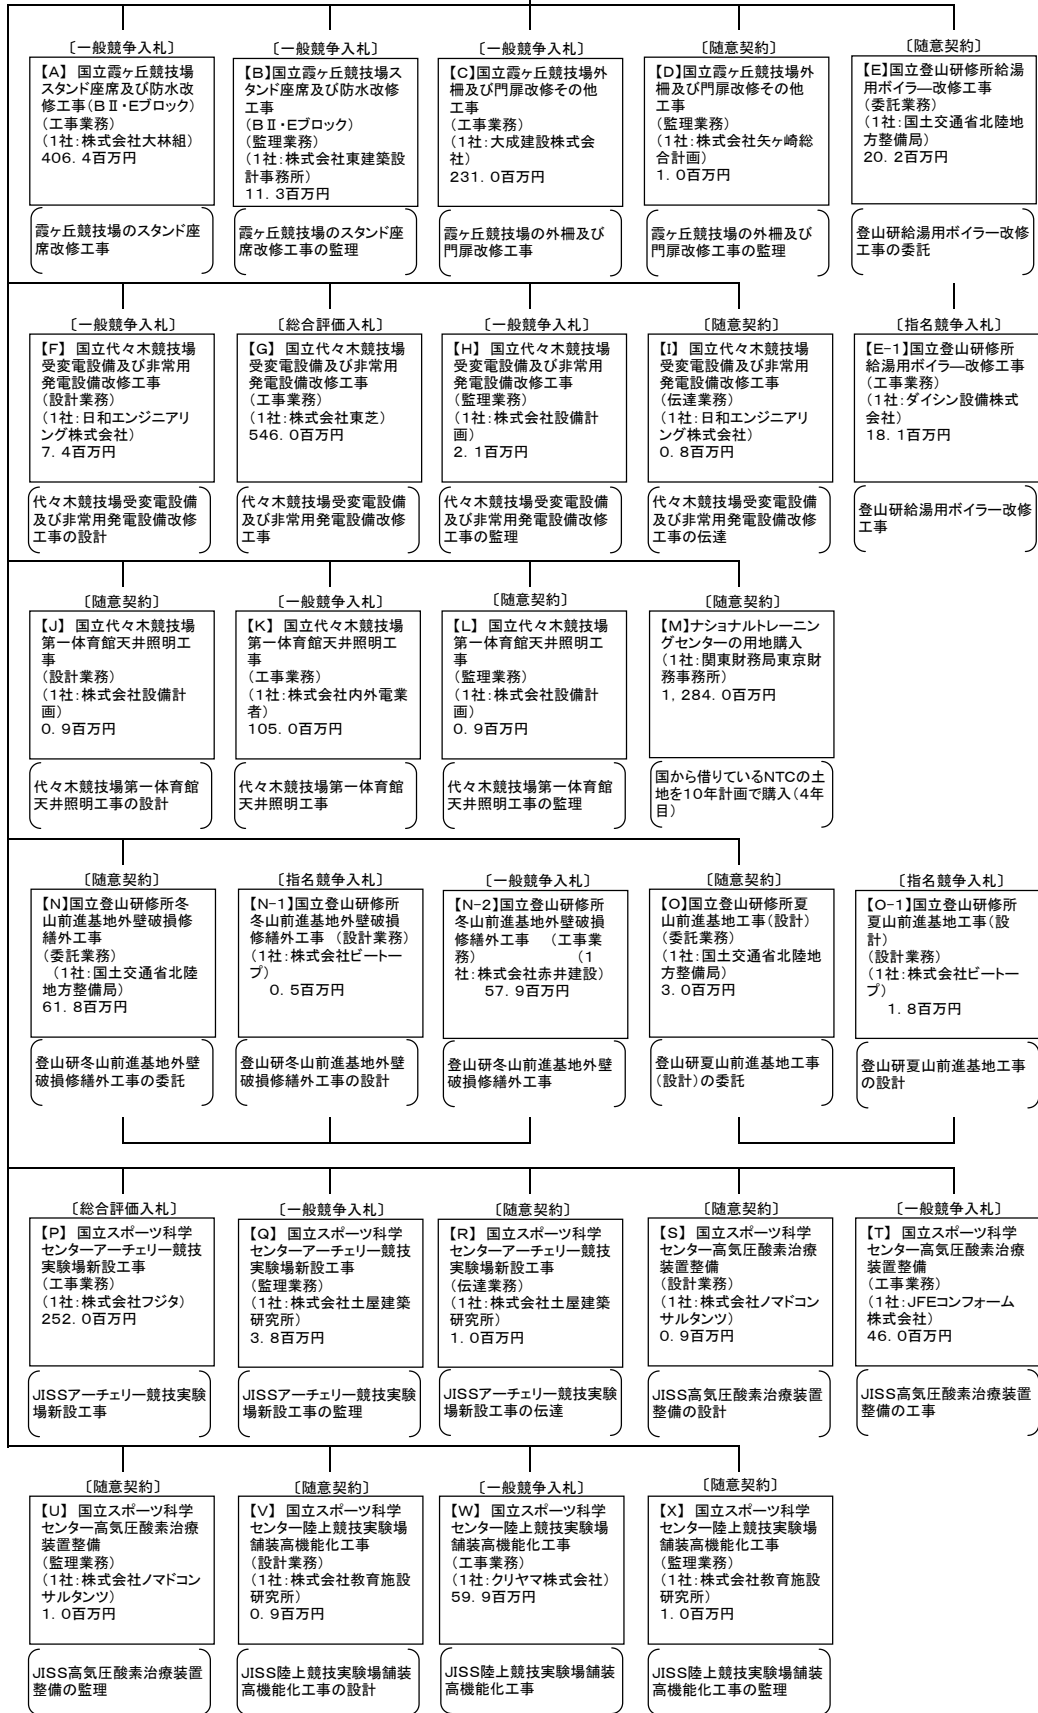 〔一般競争入札〕
【A】 国立霞ヶ丘競技場
スタンド座席及び防水改
修工事(BⅡ・Eブロック)
(工事業務)
(1社:株式会社大林組)
406.4百万円
霞ヶ丘競技場のスタンド座
席改修工事
〔一般競争入札〕
【B】国立霞ヶ丘競技場ス
タンド座席及び防水改修
工事
(BⅡ・Eブロック)
(監理業務)
(1社:株式会社東建築設
計事務所)
11.3百万円
霞ヶ丘競技場のスタンド座
席改修工事の監理
〔一般競争入札〕
【C】国立霞ヶ丘競技場外
柵及び門扉改修その他
工事
(工事業務)
(1社:大成建設株式会
社)
231.0百万円
霞ヶ丘競技場の外柵及び
門扉改修工事
〔随意契約〕
【D】国立霞ヶ丘競技場外
柵及び門扉改修その他
工事
(監理業務)
(1社:株式会社矢ヶ崎総
合計画)
1.0百万円
霞ヶ丘競技場の外柵及び
門扉改修工事の監理
〔随意契約〕
【E】国立登山研修所給湯
用ボイラ―改修工事
(委託業務)
(1社:国土交通省北陸地
方整備局)
20.2百万円
登山研給湯用ボイラー改修
工事の委託
〔一般競争入札〕
【F】 国立代々木競技場
受変電設備及び非常用
発電設備改修工事
(設計業務)
(1社:日和エンジニアリ
ング株式会社)
7.4百万円
代々木競技場受変電設備
及び非常用発電設備改修
工事の設計
〔総合評価入札〕
【G】 国立代々木競技場
受変電設備及び非常用
発電設備改修工事
(工事業務)
(1社:株式会社東芝)
546.0百万円
代々木競技場受変電設備
及び非常用発電設備改修
工事
〔一般競争入札〕
【H】 国立代々木競技場
受変電設備及び非常用
発電設備改修工事
(監理業務)
(1社:株式会社設備計
画)
2.1百万円
代々木競技場受変電設備
及び非常用発電設備改修
工事の監理
〔随意契約〕
【I】 国立代々木競技場
受変電設備及び非常用
発電設備改修工事
(伝達業務)
(1社:日和エンジニアリ
ング株式会社)
0.8百万円
代々木競技場受変電設備
及び非常用発電設備改修
工事の伝達
〔指名競争入札〕
【E-1】国立登山研修所
給湯用ボイラ―改修工事
(工事業務)
(1社:ダイシン設備株式
会社)
18.1百万円
登山研給湯用ボイラー改修
工事
〔随意契約〕
【J】 国立代々木競技場
第一体育館天井照明工
事
(設計業務)
(1社:株式会社設備計
画)
0.9百万円
代々木競技場第一体育館
天井照明工事の設計
〔一般競争入札〕
【K】 国立代々木競技場
第一体育館天井照明工
事
(工事業務)
(1社:株式会社内外電業
者)
105.0百万円
代々木競技場第一体育館
天井照明工事
〔随意契約〕
【L】 国立代々木競技場
第一体育館天井照明工
事
(監理業務)
(1社:株式会社設備計
画)
0.9百万円
代々木競技場第一体育館
天井照明工事の監理
〔随意契約〕
【M】ナショナルトレーニン
グセンターの用地購入
(1社:関東財務局東京財
務事務所)
1,284.0百万円
国から借りているNTCの土
地を10年計画で購入(4年
目)
〔随意契約〕
【N】国立登山研修所冬
山前進基地外壁破損修
繕外工事
(委託業務)
(1社:国土交通省北陸
地方整備局)
61.8百万円
登山研冬山前進基地外壁
破損修繕外工事の委託
〔指名競争入札〕
【N-1】国立登山研修所
冬山前進基地外壁破損
修繕外工事 (設計業務)
(1社:株式会社ビートー
プ)
0.5百万円
登山研冬山前進基地外壁
破損修繕外工事の設計
〔一般競争入札〕
【N-2】国立登山研修所
冬山前進基地外壁破損
修繕外工事 (工事業
務) (1
社:株式会社赤井建設)
57.9百万円
登山研冬山前進基地外壁
破損修繕外工事
〔随意契約〕
【O】国立登山研修所夏
山前進基地工事(設計)
(委託業務)
(1社:国土交通省北陸地
方整備局)
3.0百万円
登山研夏山前進基地工事
(設計)の委託
〔指名競争入札〕
【O-1】国立登山研修所
夏山前進基地工事(設
計)
(設計業務)
(1社:株式会社ビートー
プ)
1.8百万円
登山研夏山前進基地工事
の設計
〔総合評価入札〕
【P】 国立スポーツ科学
センターアーチェリー競技
実験場新設工事
(工事業務)
(1社:株式会社フジタ)
252.0百万円
JISSアーチェリー競技実験
場新設工事
〔一般競争入札〕
【Q】 国立スポーツ科学
センターアーチェリー競技
実験場新設工事
(監理業務)
(1社:株式会社土屋建築
研究所)
3.8百万円
JISSアーチェリー競技実験
場新設工事の監理
〔随意契約〕
【R】 国立スポーツ科学
センターアーチェリー競技
実験場新設工事
(伝達業務)
(1社:株式会社土屋建築
研究所)
1.0百万円
JISSアーチェリー競技実験
場新設工事の伝達
〔随意契約〕
【S】 国立スポーツ科学
センター高気圧酸素治療
装置整備
(設計業務)
(1社:株式会社ノマドコン
サルタンツ)
0.9百万円
JISS高気圧酸素治療装置
整備の設計
〔一般競争入札〕
【T】 国立スポーツ科学
センター高気圧酸素治療
装置整備
(工事業務)
(1社:JFEコンフォーム
株式会社)
46.0百万円
JISS高気圧酸素治療装置
整備の工事
〔随意契約〕
【U】 国立スポーツ科学
センター高気圧酸素治療
装置整備
(監理業務)
(1社:株式会社ノマドコン
サルタンツ)
1.0百万円
JISS高気圧酸素治療装置
整備の監理
〔随意契約〕
【V】 国立スポーツ科学
センター陸上競技実験場
舗装高機能化工事
(設計業務)
(1社:株式会社教育施設
研究所)
0.9百万円
JISS陸上競技実験場舗装
高機能化工事の設計
〔一般競争入札〕
【W】 国立スポーツ科学
センター陸上競技実験場
舗装高機能化工事
(工事業務)
(1社:クリヤマ株式会社)
59.9百万円
JISS陸上競技実験場舗装
高機能化工事
〔随意契約〕
【X】 国立スポーツ科学
センター陸上競技実験場
舗装高機能化工事
(監理業務)
(1社:株式会社教育施設
研究所)
1.0百万円
JISS陸上競技実験場舗装
高機能化工事の監理